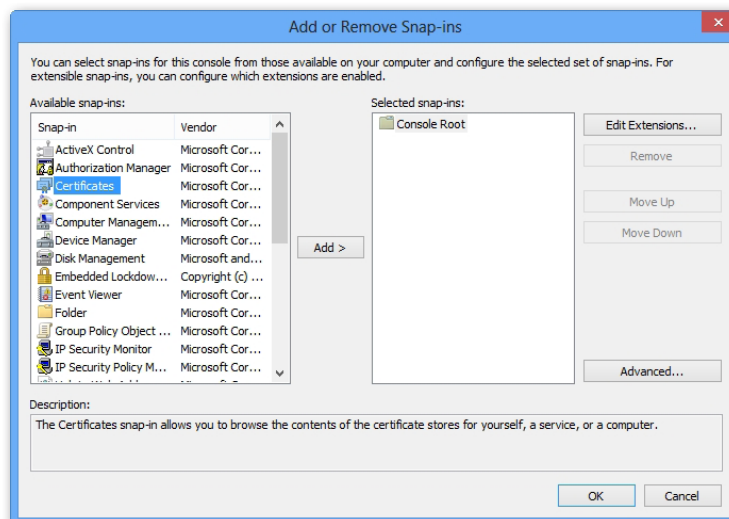 Add or Remove Snap-ins
You can select snap-ins for this console from those available on your computer and configure the selected set of snap-ins. For
extensible snap-ins, you can configure which extensions are enabled.
Available snap-ins:
Selected snap-ins:
Snap-in Vendor
ActiveX Control Microsoft Cor...
Authorization Manager Microsoft Cor...
Certificates Microsoft Cor...
Component Services Microsoft Cor...
Computer Managem... Microsoft Cor...
Device Manager Microsoft Cor...
Disk Management Microsoft and...
Embedded Lockdow... Copyright (c) ...
Event Viewer Microsoft Cor...
Folder Microsoft Cor...
Group Policy Object ... Microsoft Cor...
IP Security Monitor Microsoft Cor...
IP Security Policy M... Microsoft Cor...
Add >
Console Root
Edit Extensions...
Remove
Move Up
Move Down
Advanced...
Description:
The Certificates snap-in allows you to browse the contents of the certificate stores for yourself, a service, or a computer.
OK
Cancel